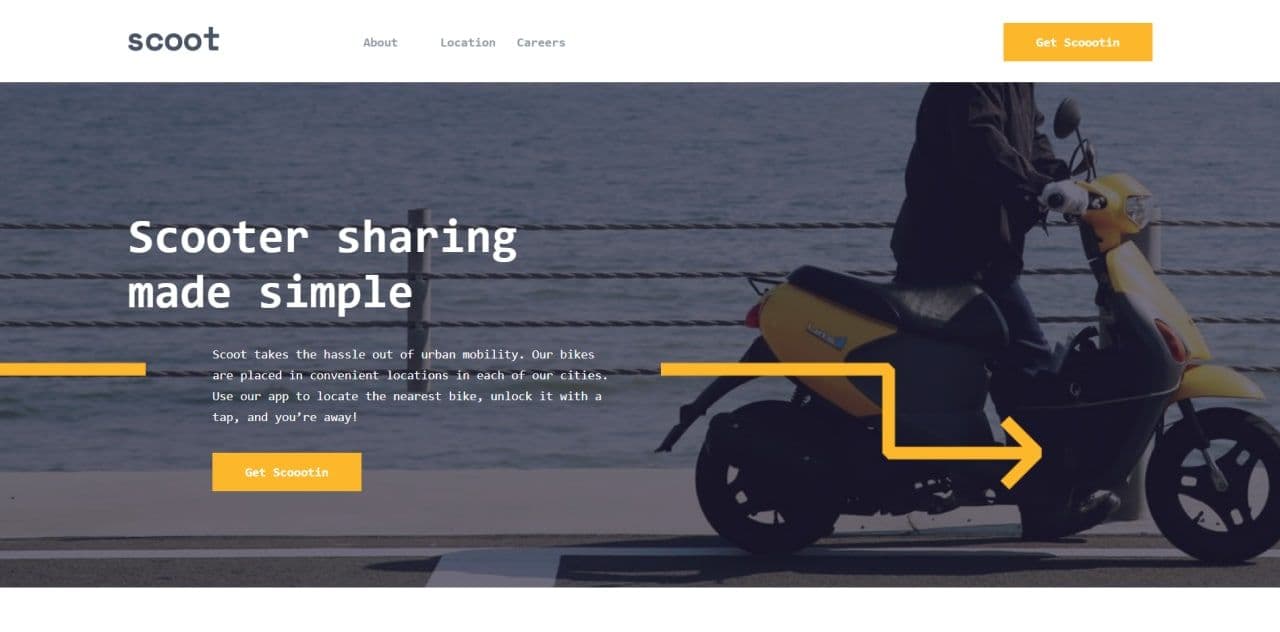 scoot
About Location Careers
Get Scoootin
Scooter sharing
made simple
Scoot takes the hassle out of urban mobility. Our bikes
are placed in convenient locations in each of our cities.
Use our app to locate the nearest bike, unlock it with a
tap, and you’re away!
Get Scoootin